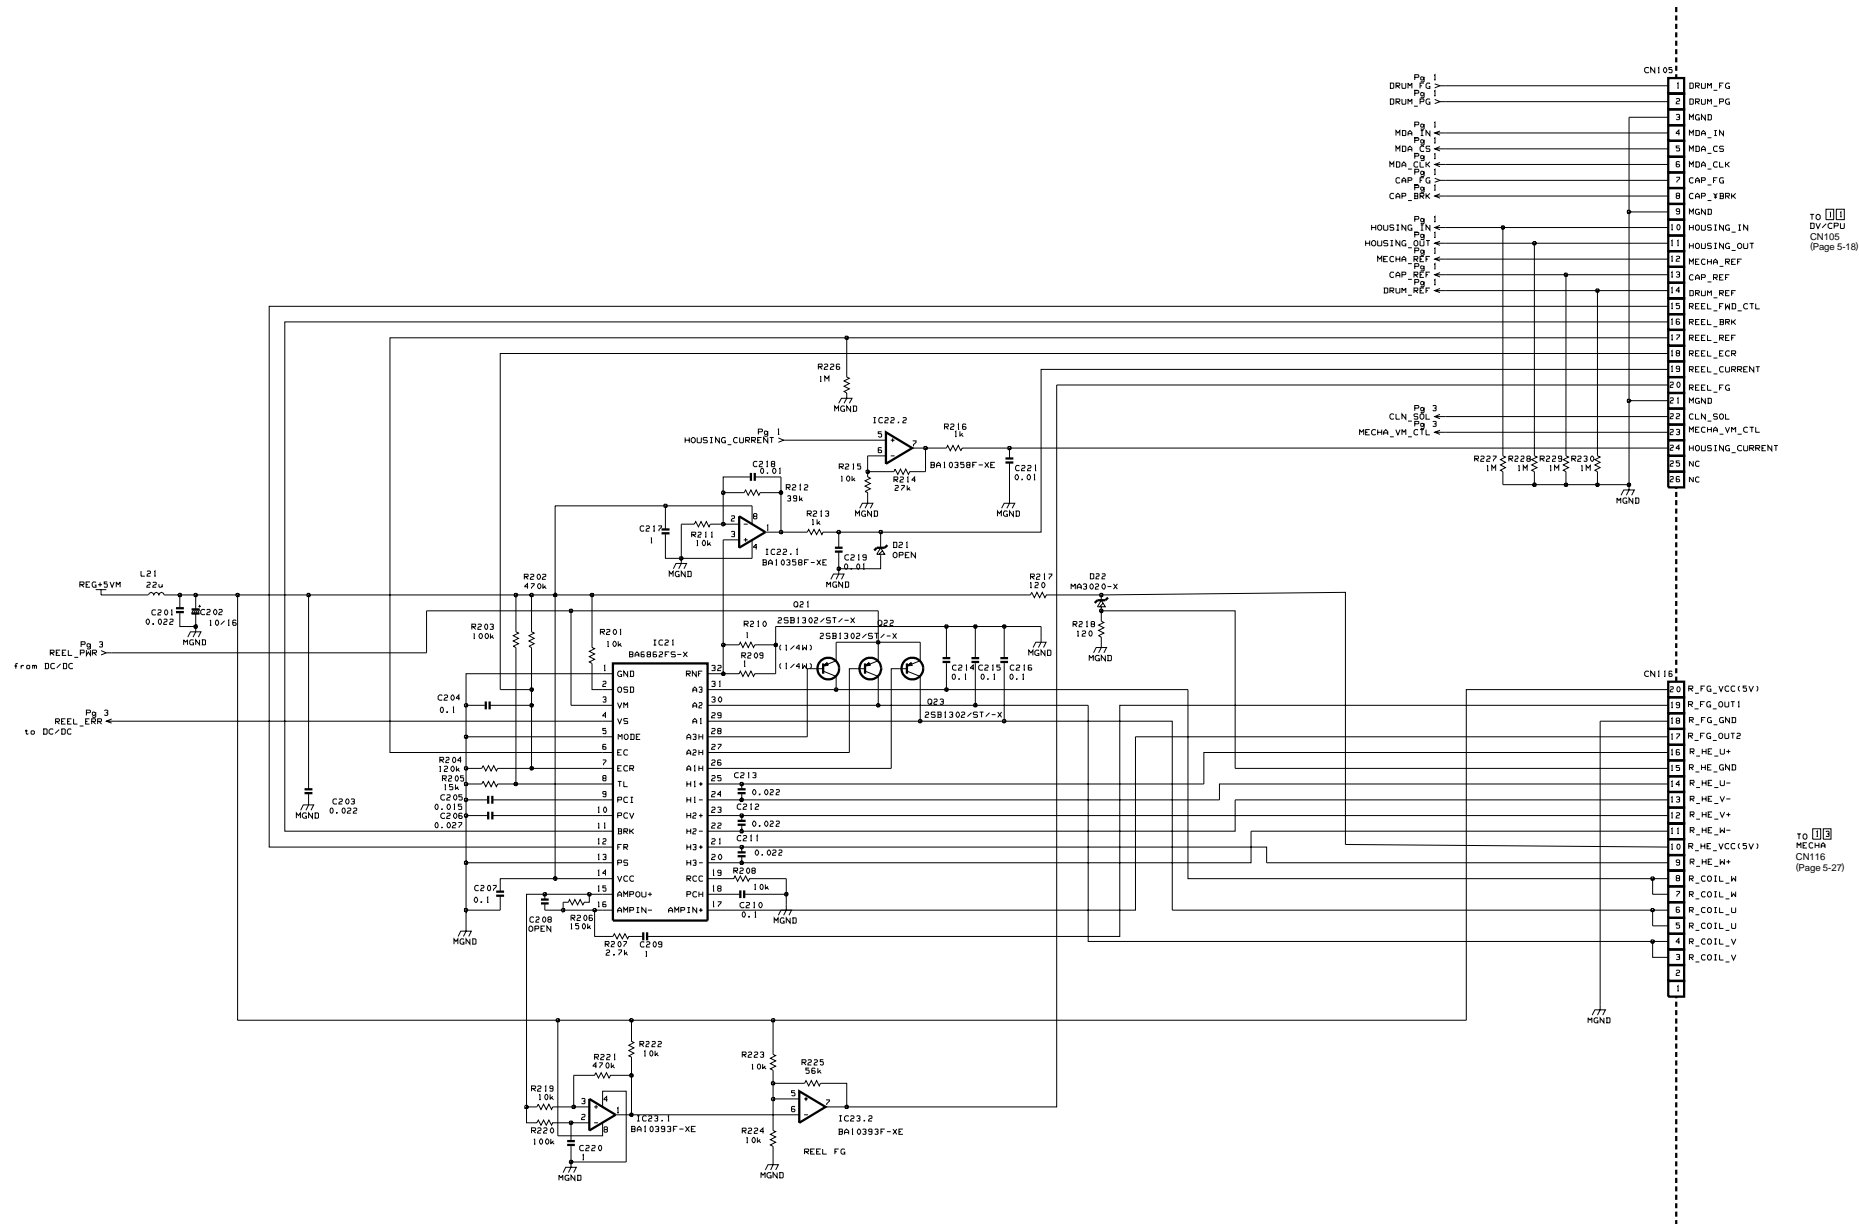 CN105
Pg 1
DRUM_FG
1 DRUM_FG
Pg 1
DRUM_PG
2 DRUM_PG
3 MGND
Pg 1
MDA_IN
4 MDA_IN
Pg 1
MDA_CS
5 MDA_CS
Pg 1
MDA_CLK
6 MDA_CLK
Pg 1
CAP_FG
7 CAP_FG
Pg 1
CAP_BRK
8 CAP_¥BRK
9 MGND
Pg 1
HOUSING_IN
10 HOUSING_IN
Pg 1
HOUSING_OUT
11 HOUSING_OUT
Pg 1
MECHA_REF
12 MECHA_REF
Pg 1
CAP_REF
13 CAP_REF
Pg 1
DRUM_REF
14 DRUM_REF
15 REEL_FWD_CTL
16 REEL_BRK
17 REEL_REF
18 REEL_ECR
19 REEL_CURRENT
20 REEL_FG
21 MGND
Pg 3
CLN_SOL
22 CLN_SOL
Pg 3
MECHA_VM_CTL
23 MECHA_VM_CTL
24 HOUSING_CURRENT
25 NC
26 NC
TO 11
DV/CPU
CN105
(Page 5-18)
R227
1M
R228
1M
R229
1M
R230
1M
MGND
R226
1M
MGND
Pg 1
HOUSING_CURRENT
IC22.2
5
6
7
BA10358F-XE
R216
1k
R215
10k
R214
27k
MGND
C221
0.01
MGND
C218
0.01
R212
39k
C217
1
R211
10k
2
3
8
4
1
IC22.1
BA10358F-XE
MGND
R213
1k
C219
0.01
MGND
D21
OPEN
REG+5VM
L21
22u
C201
0.022
C202
10/16
MGND
Pg 3
REEL_PWR
from DC/DC
Pg 3
REEL_ERR
to DC/DC
C203
0.022
MGND
R202
470k
R203
100k
R201
10k
C204
0.1
R204
120k
R205
15k
C205
0.015
C206
0.027
C207
0.1
MGND
IC21
BA6862FS-X
1 GND
2 OSD
3 VM
4 VS
5 MODE
6 EC
7 ECR
8 TL
9 PCI
10 PCV
11 BRK
12 FR
13 PS
14 VCC
15 AMPOU+
16 AMPIN-
RNF 32
A3 31
A2 30
A1 29
A3H 28
A2H 27
A1H 26
H1+ 25
H1- 24
H2+ 23
H2- 22
H3+ 21
H3- 20
RCC 19
PCH 18
AMPIN+ 17
R210
1
(1/4W)
R209
1
(1/4W)
Q21
2SB1302/ST/-X
Q22
2SB1302/ST/-X
Q23
2SB1302/ST/-X
C214
0.1
C215
0.1
C216
0.1
MGND
R217
120
D22
MA3020-X
R218
120
MGND
C213
0.022
C212
0.022
C211
0.022
R208
10k
C210
0.1
MGND
C208
OPEN
R206
150k
R207
2.7k
C209
1
CN116
20 R_FG_VCC(5V)
19 R_FG_OUT1
18 R_FG_GND
17 R_FG_OUT2
16 R_HE_U+
15 R_HE_GND
14 R_HE_U-
13 R_HE_V-
12 R_HE_V+
11 R_HE_W-
10 R_HE_VCC(5V)
9 R_HE_W+
8 R_COIL_W
7 R_COIL_W
6 R_COIL_U
5 R_COIL_U
4 R_COIL_V
3 R_COIL_V
2
1
TO 13
MECHA
CN116
(Page 5-27)
MGND
R222
10k
R221
470k
R219
10k
R220
100k
3
2
4
8
1
IC23.1
BA10393F-XE
C220
1
MGND
R223
10k
R225
56k
R224
10k
5
6
7
IC23.2
BA10393F-XE
REEL FG
MGND